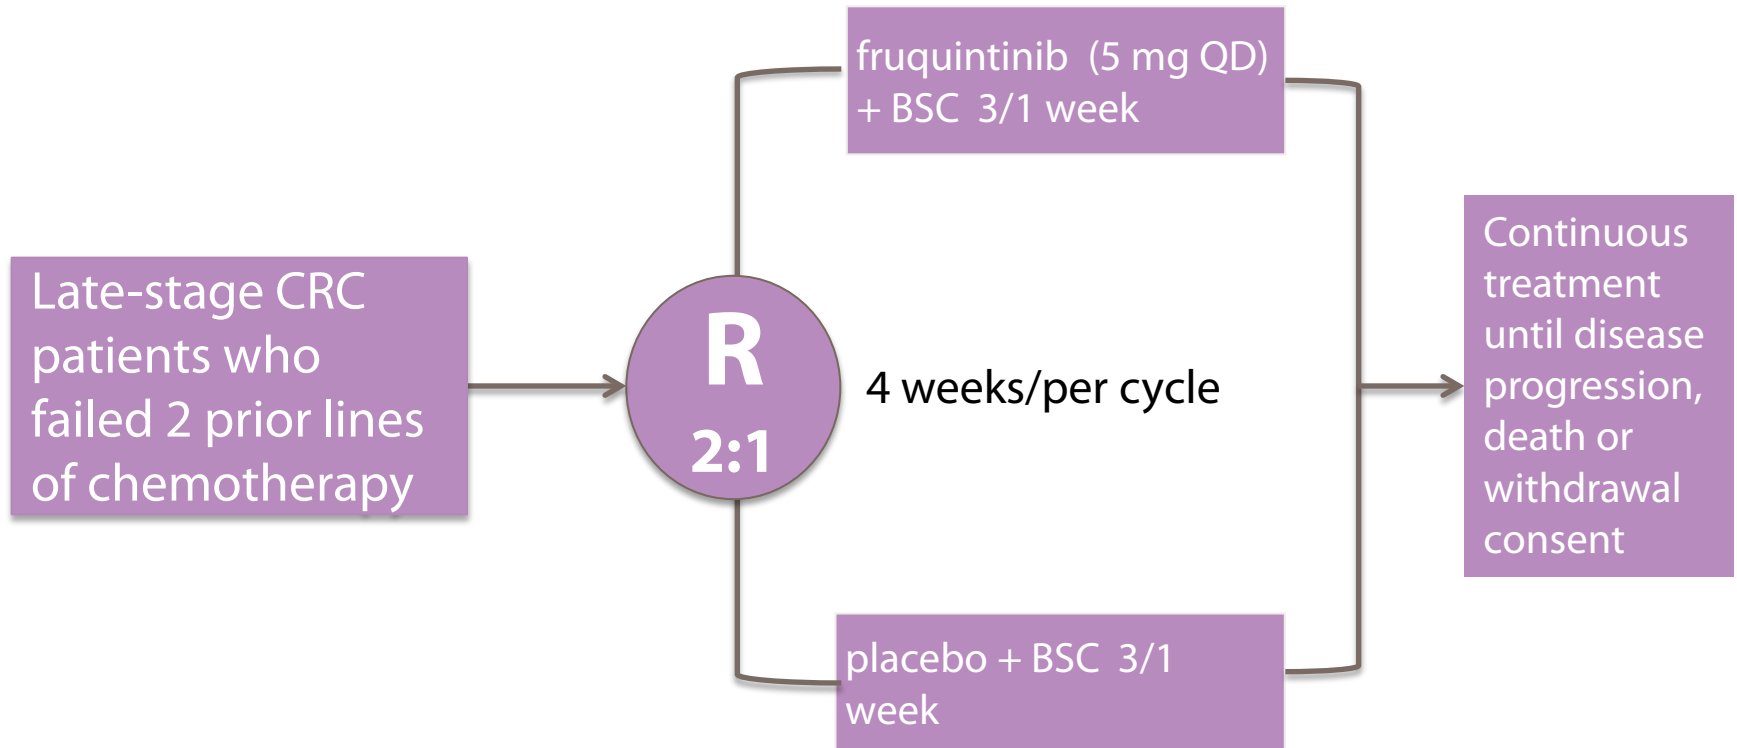 Late-stage CRC
patients who
failed 2 prior lines
of chemotherapy
R
2:1
fruquintinib (5 mg QD)
+ BSC 3/1 week
4 weeks/per cycle
placebo + BSC 3/1
week
Continuous
treatment
until disease
progression,
death or
withdrawal
consent